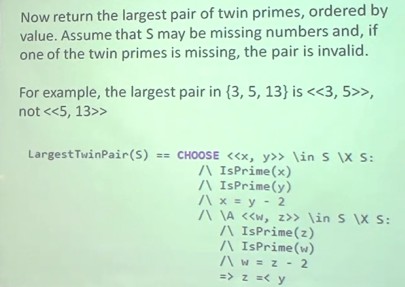 Now return the largest pair of twin primes, ordered by
value. Assume that S may be missing numbers and, if
one of the twin primes is missing, the pair is invalid.
For example, the largest pair in {3, 5, 13} is <<3, 5>>,
not <<5, 13>>
LargestTwinPair(S) == CHOOSE <<x, y>> \in S \X S:
/\ IsPrime(x)
/\ IsPrime(y)
/\ x = y - 2
/\ \A <<w, z>> \in S \X S:
/\ IsPrime(z)
/\ IsPrime(w)
/\ w = z - 2
=> z =< y